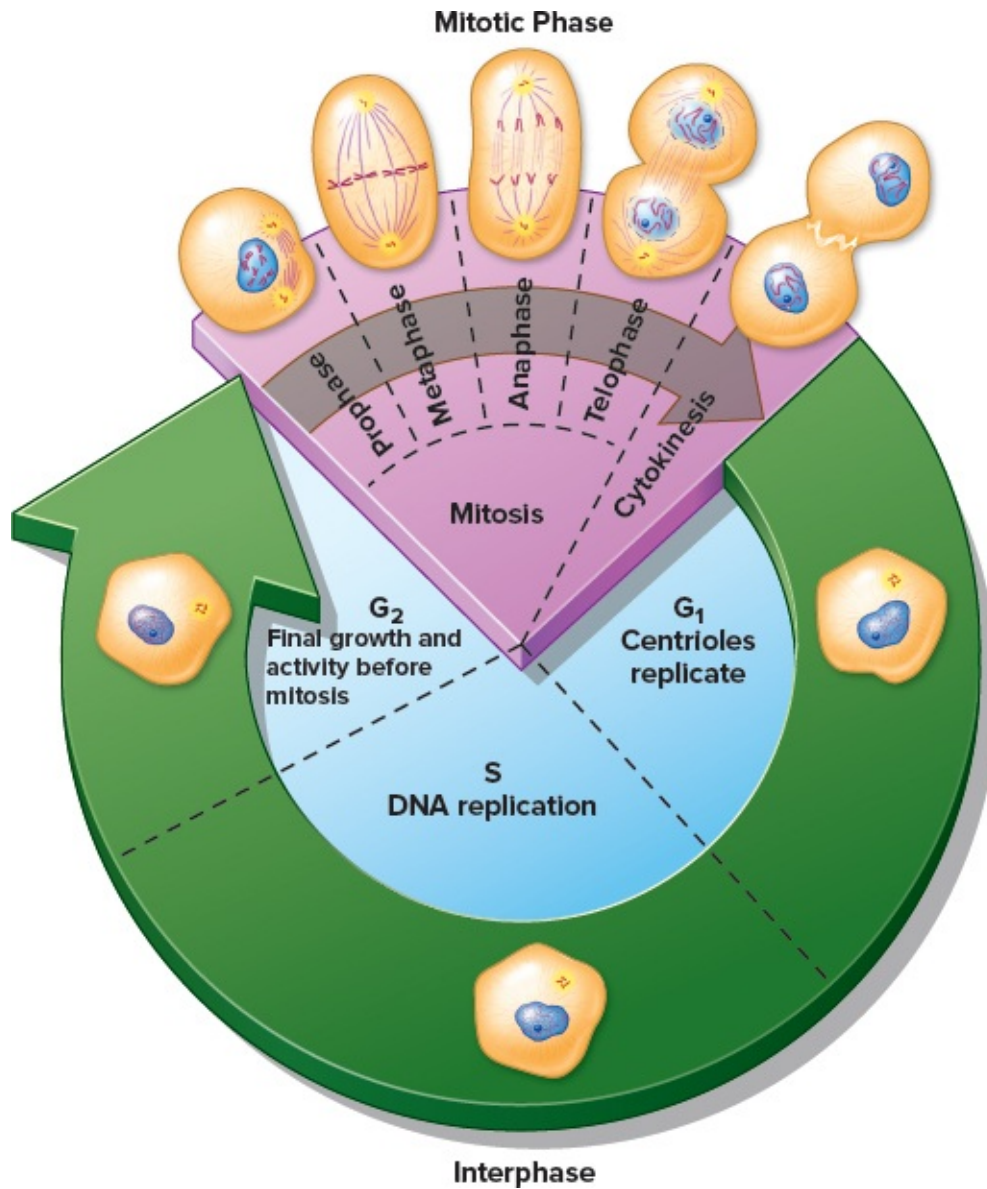 Mitotic Phase
Prophase
Metaphase
Anaphase
Telophase
Cytokinesis
Mitosis
G₂
Final growth and
activity before
mitosis
G₁
Centrioles
replicate
S
DNA replication
Interphase